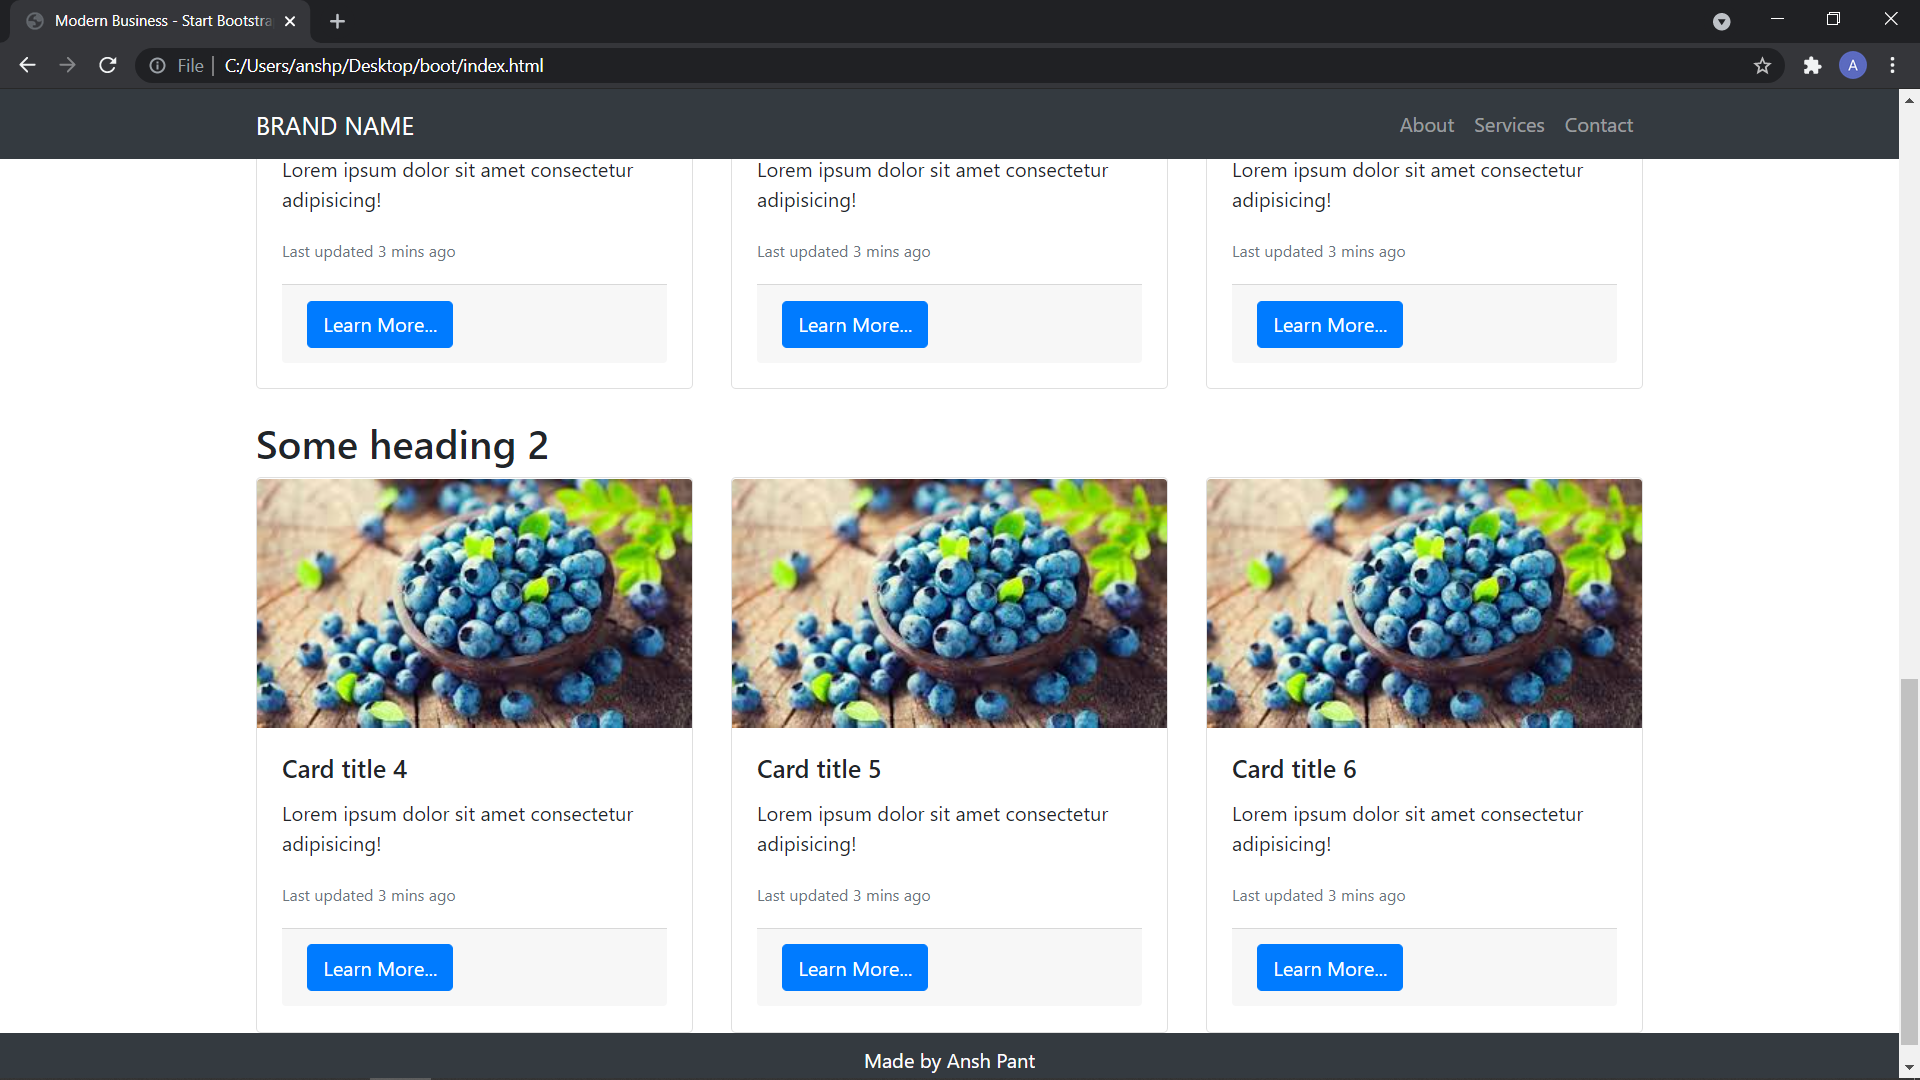 Modern Business - Start Bootstra
File | C:/Users/anshp/Desktop/boot/index.html
A
BRAND NAME
About Services Contact
Lorem ipsum dolor sit amet consectetur
adipisicing!
Last updated 3 mins ago
Learn More...
Lorem ipsum dolor sit amet consectetur
adipisicing!
Last updated 3 mins ago
Learn More...
Lorem ipsum dolor sit amet consectetur
adipisicing!
Last updated 3 mins ago
Learn More...
Some heading 2
Card title 4
Lorem ipsum dolor sit amet consectetur
adipisicing!
Last updated 3 mins ago
Learn More...
Card title 5
Lorem ipsum dolor sit amet consectetur
adipisicing!
Last updated 3 mins ago
Learn More...
Card title 6
Lorem ipsum dolor sit amet consectetur
adipisicing!
Last updated 3 mins ago
Learn More...
Made by Ansh Pant